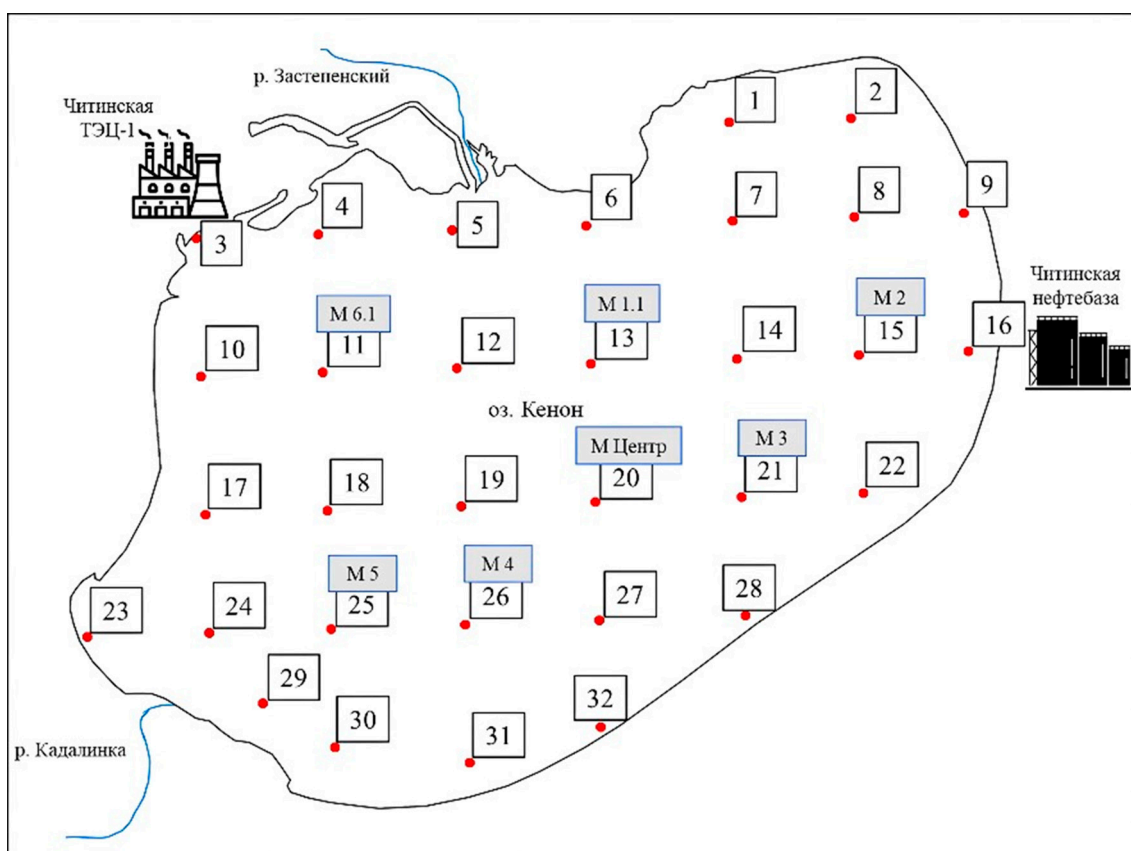 р. Застепенский
Читинская
ТЭЦ-1
1
2
3
4
5
6
7
8
9
Читинская
нефтебаза
М 6.1
М 1.1
М 2
10
11
12
13
14
15
16
оз. Кенон
М Центр
М 3
17
18
19
20
21
22
М 5
М 4
23
24
25
26
27
28
29
30
31
32
р. Кадалинка